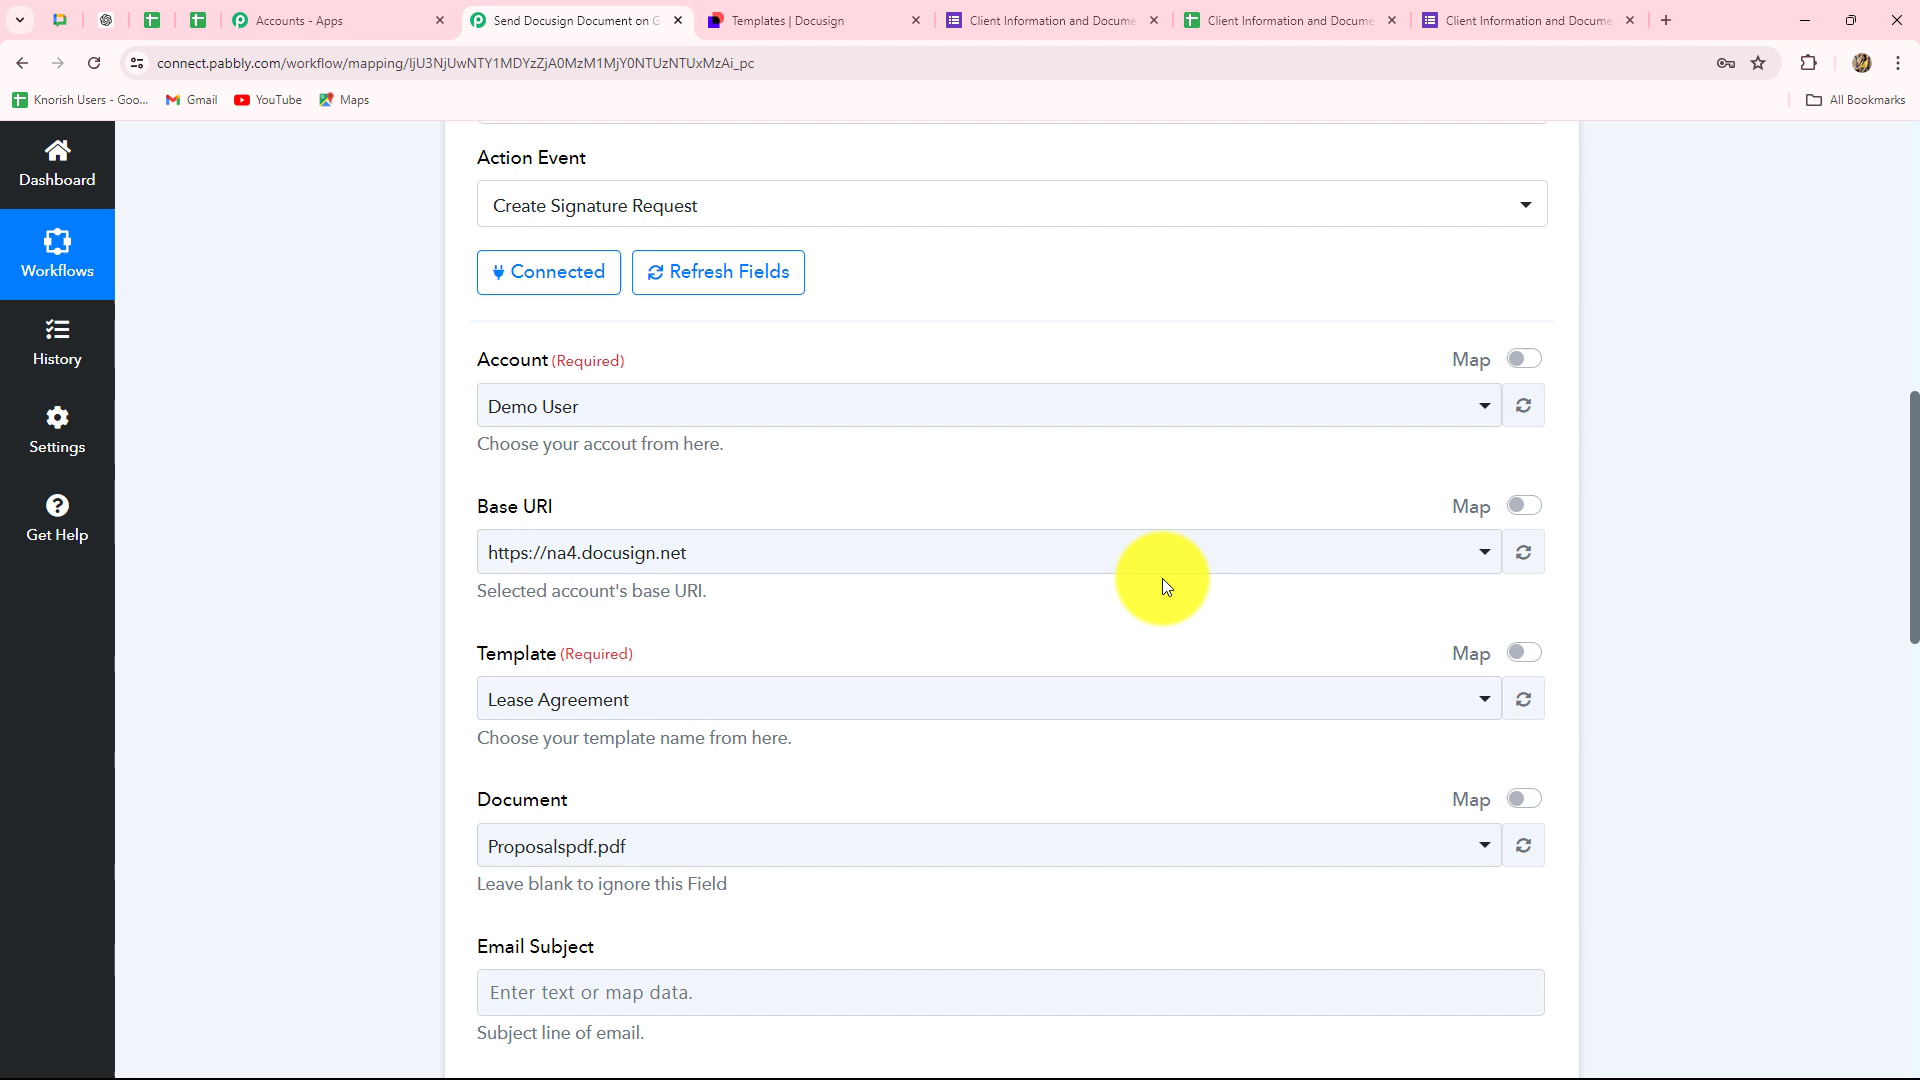 Accounts - Apps
Send Docusign Document on G
Templates | Docusign
Client Information and Docume
Client Information and Docume
Client Information and Docume
connect.pabbly.com/workflow/mapping/IjU3NjUwNTY1MDYzZjA0MzM1MjY0NTUzNTUxMzAi_pc
Knorish Users - Goo...
Gmail
YouTube
Maps
All Bookmarks
Dashboard
Workflows
History
Settings
Get Help
Action Event
Create Signature Request
Connected
Refresh Fields
Account (Required)
Map
Demo User
Choose your accout from here.
Base URI
Map
https://na4.docusign.net
Selected account's base URI.
Template (Required)
Map
Lease Agreement
Choose your template name from here.
Document
Map
Proposalspdf.pdf
Leave blank to ignore this Field
Email Subject
Enter text or map data.
Subject line of email.